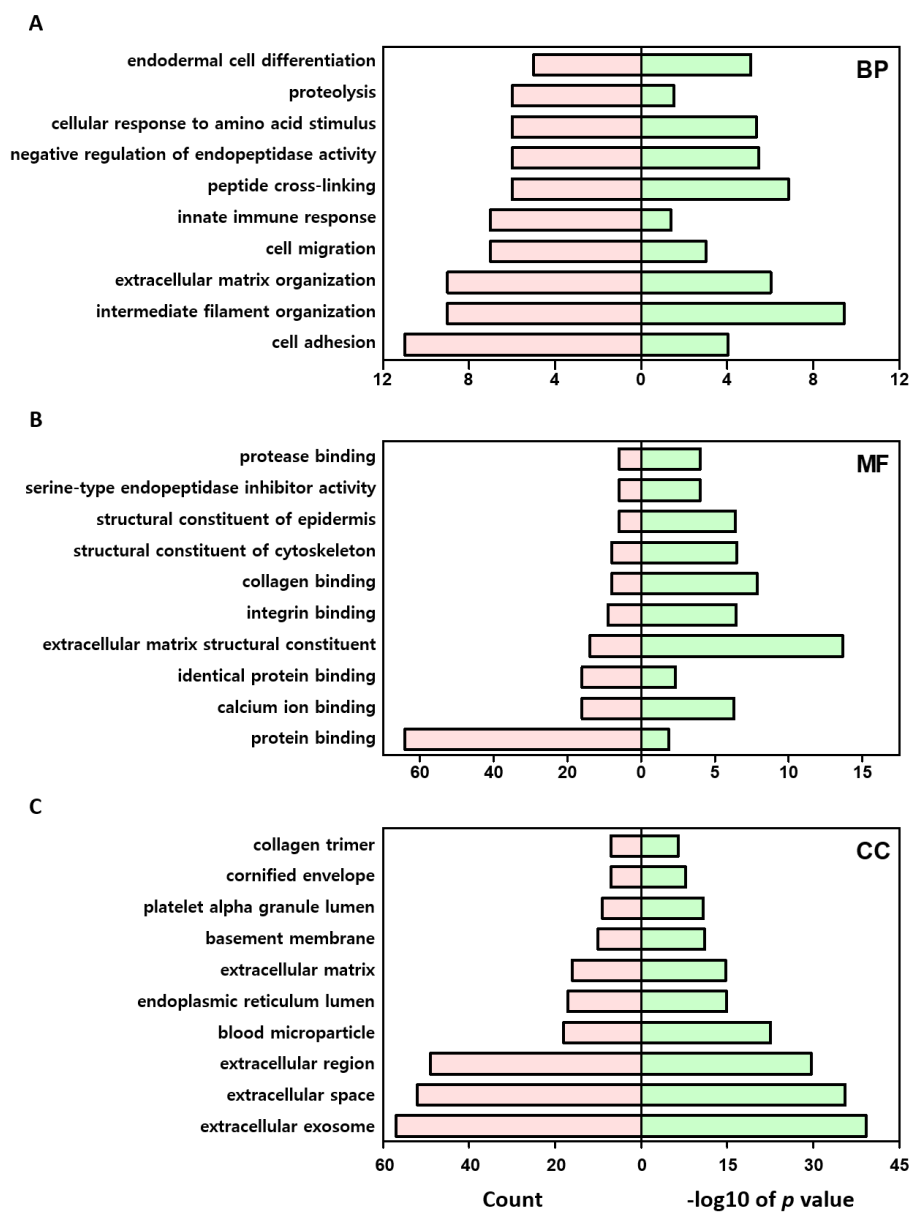 A
BP
endodermal cell differentiation
proteolysis
cellular response to amino acid stimulus
negative regulation of endopeptidase activity
peptide cross-linking
innate immune response
cell migration
extracellular matrix organization
intermediate filament organization
cell adhesion
12 8 4 0 4 8 12
B
MF
protease binding
serine-type endopeptidase inhibitor activity
structural constituent of epidermis
structural constituent of cytoskeleton
collagen binding
integrin binding
extracellular matrix structural constituent
identical protein binding
calcium ion binding
protein binding
60 40 20 0 5 10 15
C
CC
collagen trimer
cornified envelope
platelet alpha granule lumen
basement membrane
extracellular matrix
endoplasmic reticulum lumen
blood microparticle
extracellular region
extracellular space
extracellular exosome
60 40 20 0 15 30 45
Count -log10 of p value